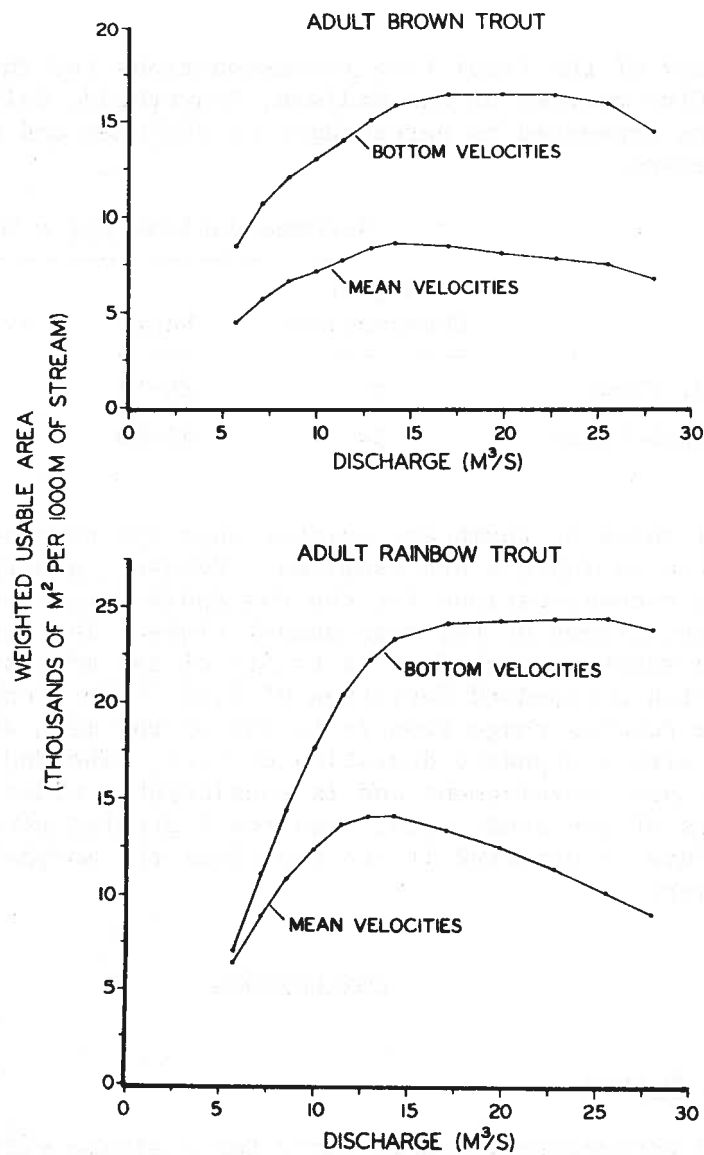 ADULT BROWN TROUT
20
15
10
5
0
BOTTOM VELOCITIES
MEAN VELOCITIES
0 5 10 15 20 25 30
DISCHARGE (M³/S)
WEIGHTED USABLE AREA
(THOUSANDS OF M² PER 1000M OF STREAM)
ADULT RAINBOW TROUT
25
20
15
10
5
0
BOTTOM VELOCITIES
MEAN VELOCITIES
0 5 10 15 20 25 30
DISCHARGE (M³/S)